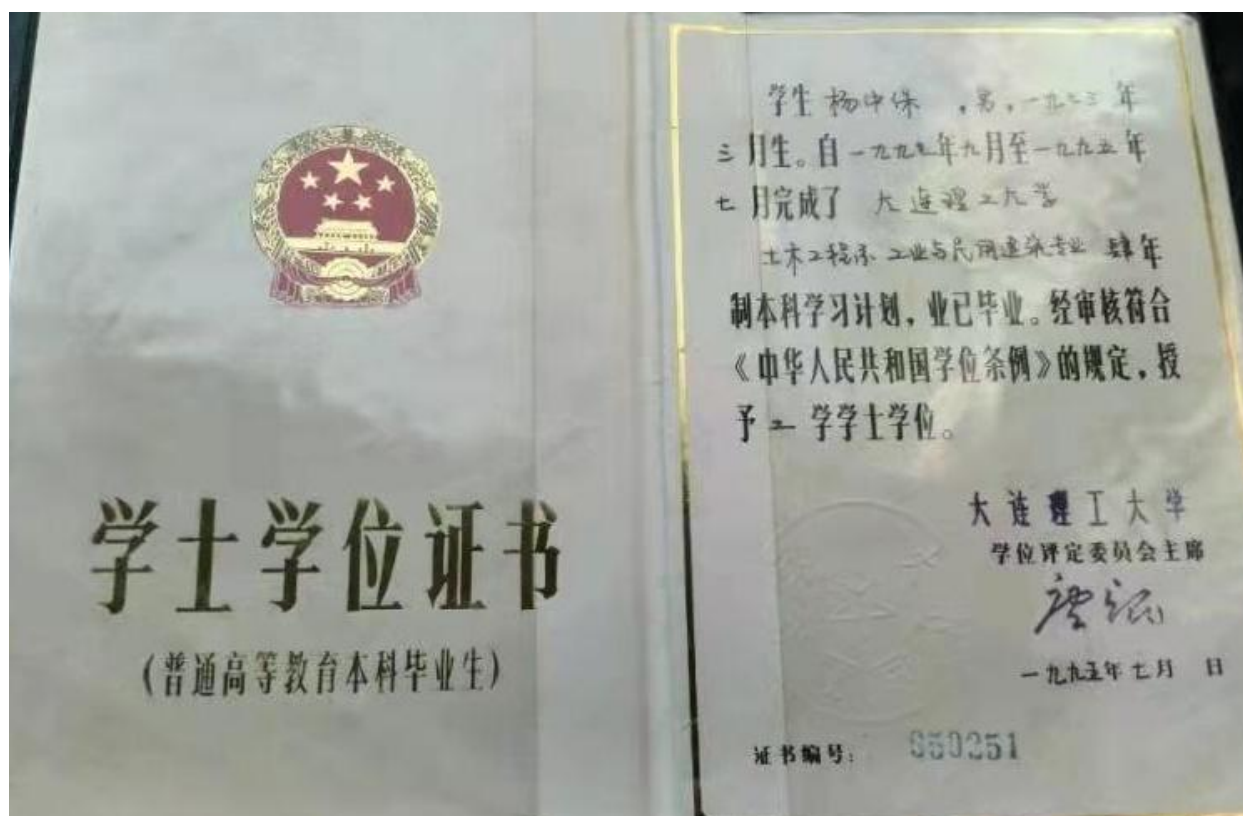 学士学位证书
(普通高等教育本科毕业生)
学生 杨中保 ，男，一九七三 年
三 月生。自 一九九 年九月至一九九五 年
七 月完成了 大连理工大学
土木工程系 工业与民用建筑专业 肆年
制本科学习计划，业已毕业。经审核符合
《中华人民共和国学位条例》的规定，授
予 工 学学士学位。
大连理工大学
学位评定委员会主席
一九九五年七月 日
证书编号： 950251